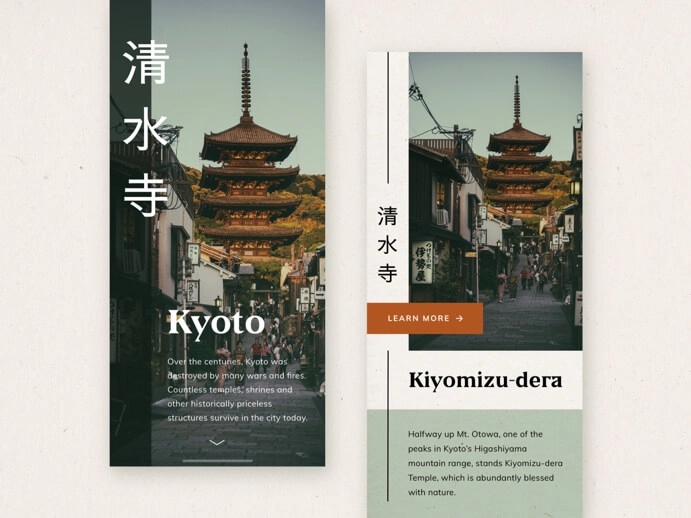 清
水
寺
Kyoto
Over the centuries, Kyoto was
destroyed by many wars and fires.
Countless temples, shrines and
other historically priceless
structures survive in the city today.
清
水
寺
伊勢屋
LEARN MORE →
Kiyomizu-dera
Halfway up Mt. Otowa, one of the
peaks in Kyoto's Higashiyama
mountain range, stands Kiyomizu-dera
Temple, which is abundantly blessed
with nature.